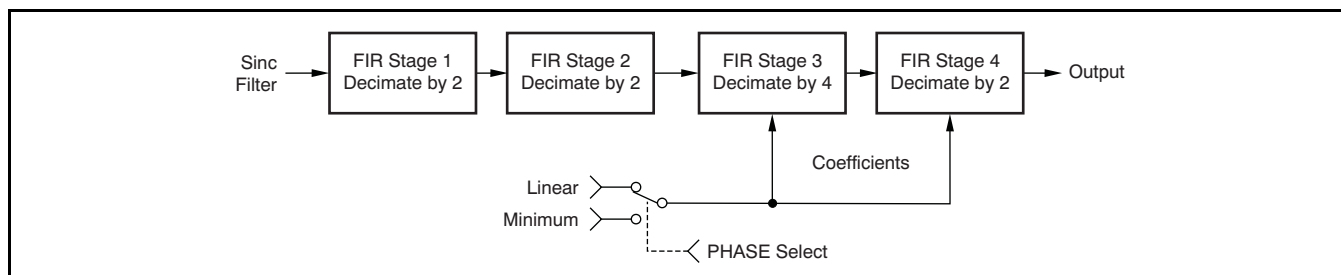 Sinc
Filter
FIR Stage 1
Decimate by 2
FIR Stage 2
Decimate by 2
FIR Stage 3
Decimate by 4
FIR Stage 4
Decimate by 2
Output
Coefficients
Linear
Minimum
PHASE Select